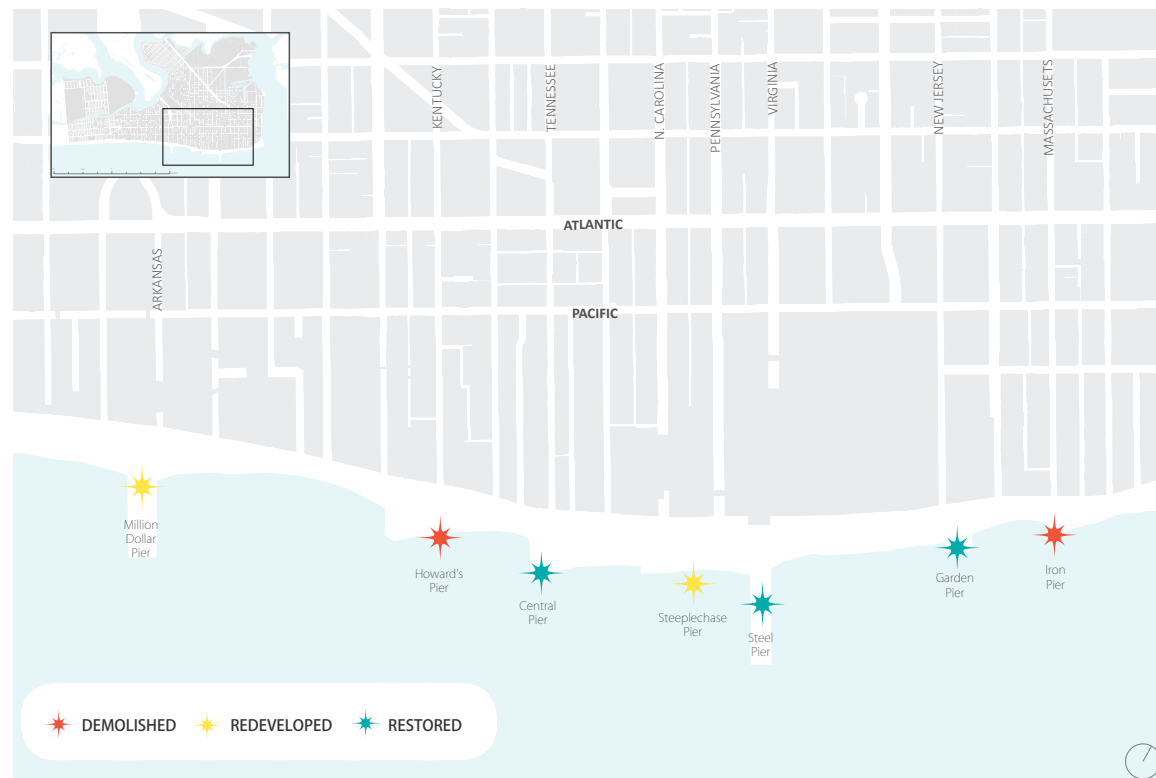 KENTUCKY
TENNESSEE
N. CAROLINA
PENNSYLVANIA
VIRGINIA
NEW JERSEY
MASSACHUSETS
ATLANTIC
ARKANSAS
PACIFIC
Million
Dollar
Pier
Howard's
Pier
Central
Pier
Steeplechase
Pier
Steel
Pier
Garden
Pier
Iron
Pier
DEMOLISHED
REDEVELOPED
RESTORED